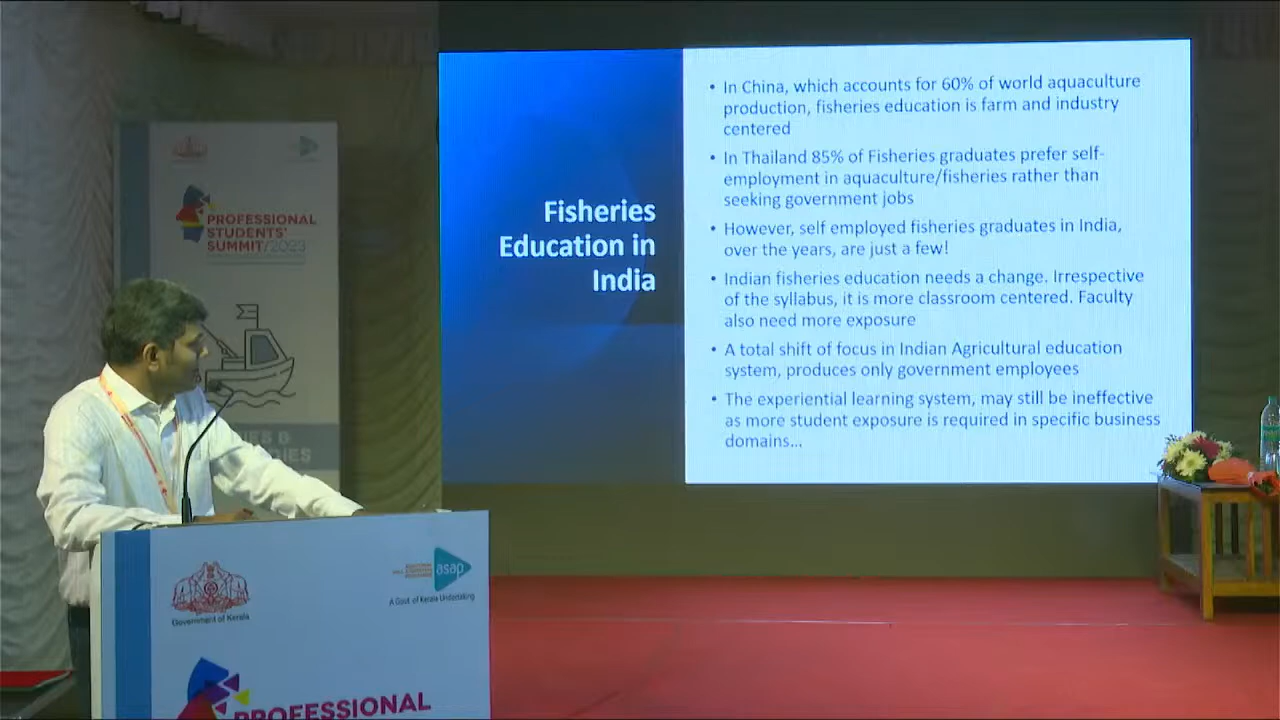 Fisheries
Education in
India
• In China, which accounts for 60% of world aquaculture
production, fisheries education is farm and industry
centered
• In Thailand 85% of Fisheries graduates prefer self-
employment in aquaculture/fisheries rather than
seeking government jobs
• However, self employed fisheries graduates in India,
over the years, are just a few!
• Indian fisheries education needs a change. Irrespective
of the syllabus, it is more classroom centered. Faculty
also need more exposure
• A total shift of focus in Indian Agricultural education
system, produces only government employees
• The experiential learning system, may still be ineffective
as more student exposure is required in specific business
domains...
PROFESSIONAL
STUDENTS'
SUMMIT/2023
Government of Kerala
asap
A Govt. of Kerala Undertaking
PROFESSIONAL